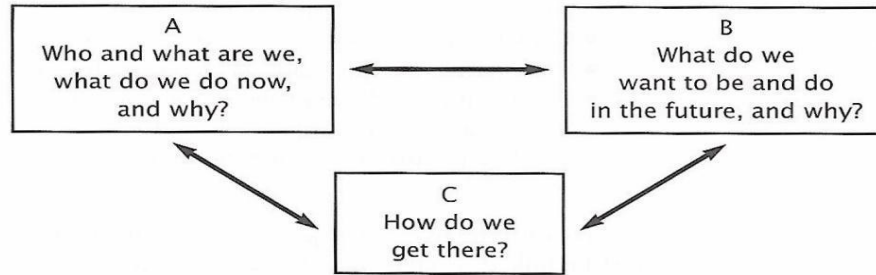 A
Who and what are we,
what do we do now,
and why?
B
What do we
want to be and do
in the future, and why?
C
How do we
get there?